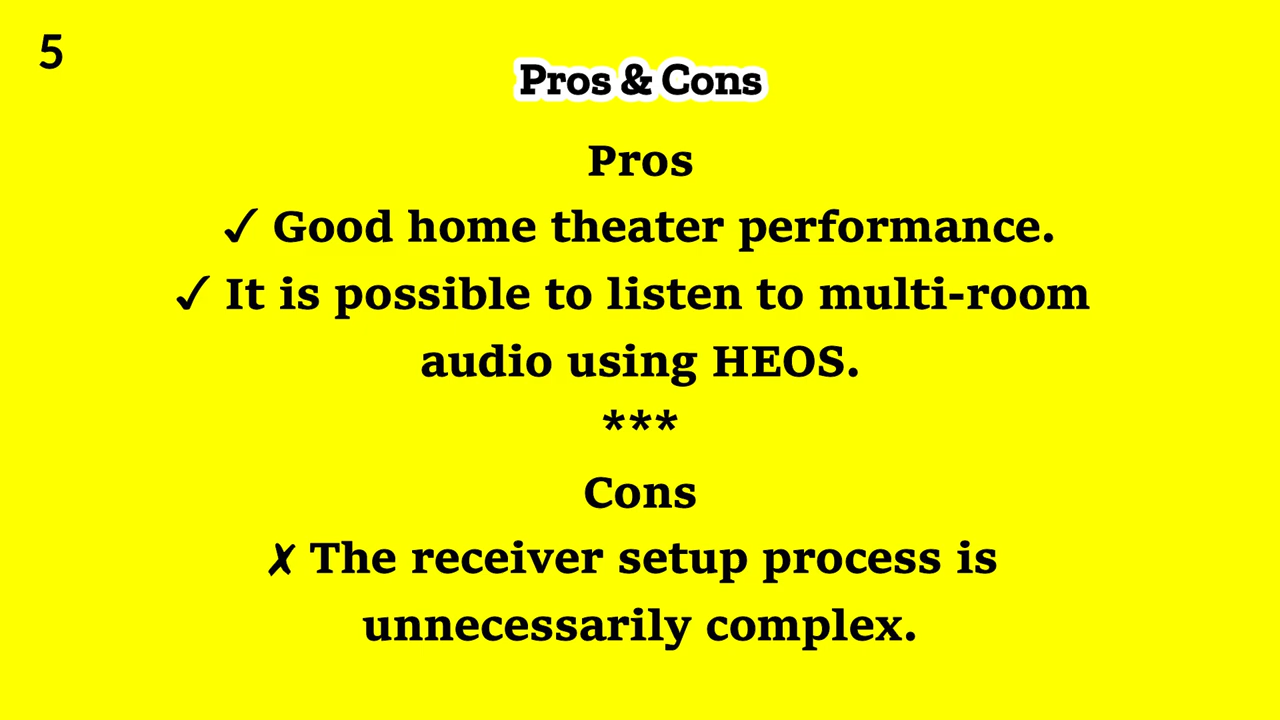 5
Pros & Cons
Pros
✓ Good home theater performance.
✓ It is possible to listen to multi-room
audio using HEOS.
***
Cons
✗ The receiver setup process is
unnecessarily complex.